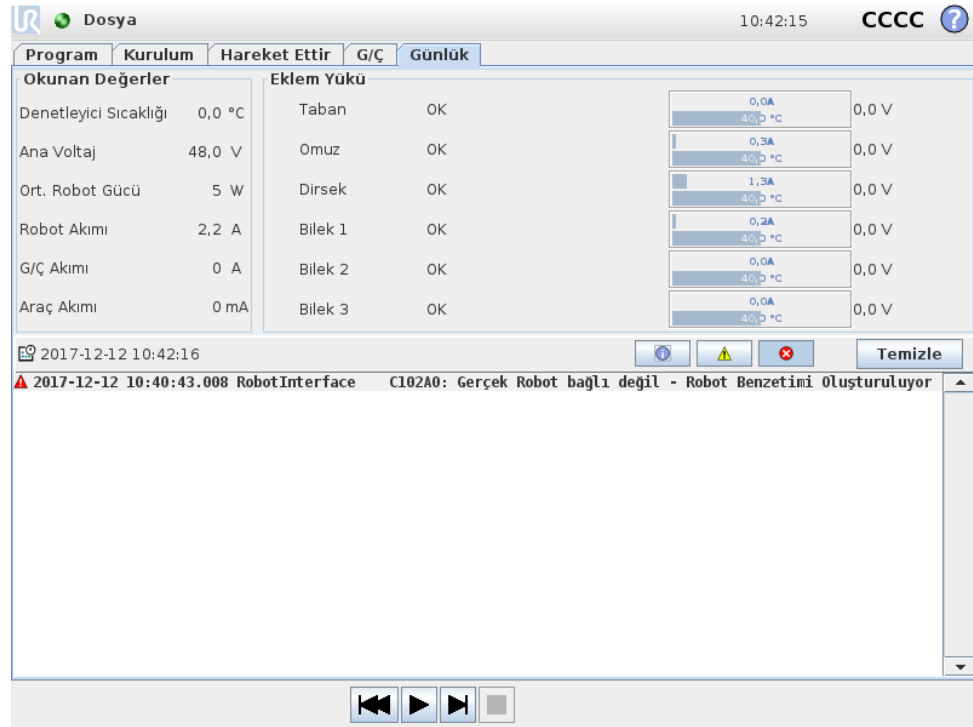 UR Dosya 10:42:15 CCCC ?
Program Kurulum Hareket Ettir G/Ç Günlük
Okunan Değerler Eklem Yükü
Denetleyici Sıcaklığı 0,0 °C Taban OK 0,0A 40,0 °C 0,0 V
Ana Voltaj 48,0 V Omuz OK 0,3A 40,0 °C 0,0 V
Ort. Robot Gücü 5 W Dirsek OK 1,3A 40,0 °C 0,0 V
Robot Akımı 2,2 A Bilek 1 OK 0,2A 40,0 °C 0,0 V
G/Ç Akımı 0 A Bilek 2 OK 0,0A 40,0 °C 0,0 V
Araç Akımı 0 mA Bilek 3 OK 0,0A 40,0 °C 0,0 V
2017-12-12 10:42:16 Temizle
2017-12-12 10:40:43.008 RobotInterface C102A0: Gerçek Robot bağlı değil - Robot Benzetimi Oluşturuluyor